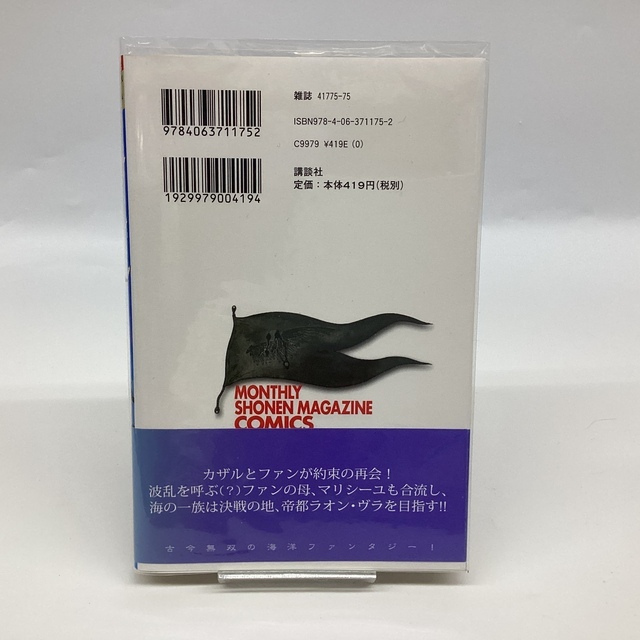 9784063711752
雑誌 41775-75
ISBN978-4-06-371175-2
C9979 ¥419E (0)
1929979004194
講談社
定価：本体419円(税別)
MONTHLY
SHONEN MAGAZINE
COMICS
カザルとファンが約束の再会！
波乱を呼ぶ(？)ファンの母、マリシーユも合流し、
海の一族は決戦の地、帝都ラオン・ヴラを目指す!!
古今無双の海洋ファンタジー！